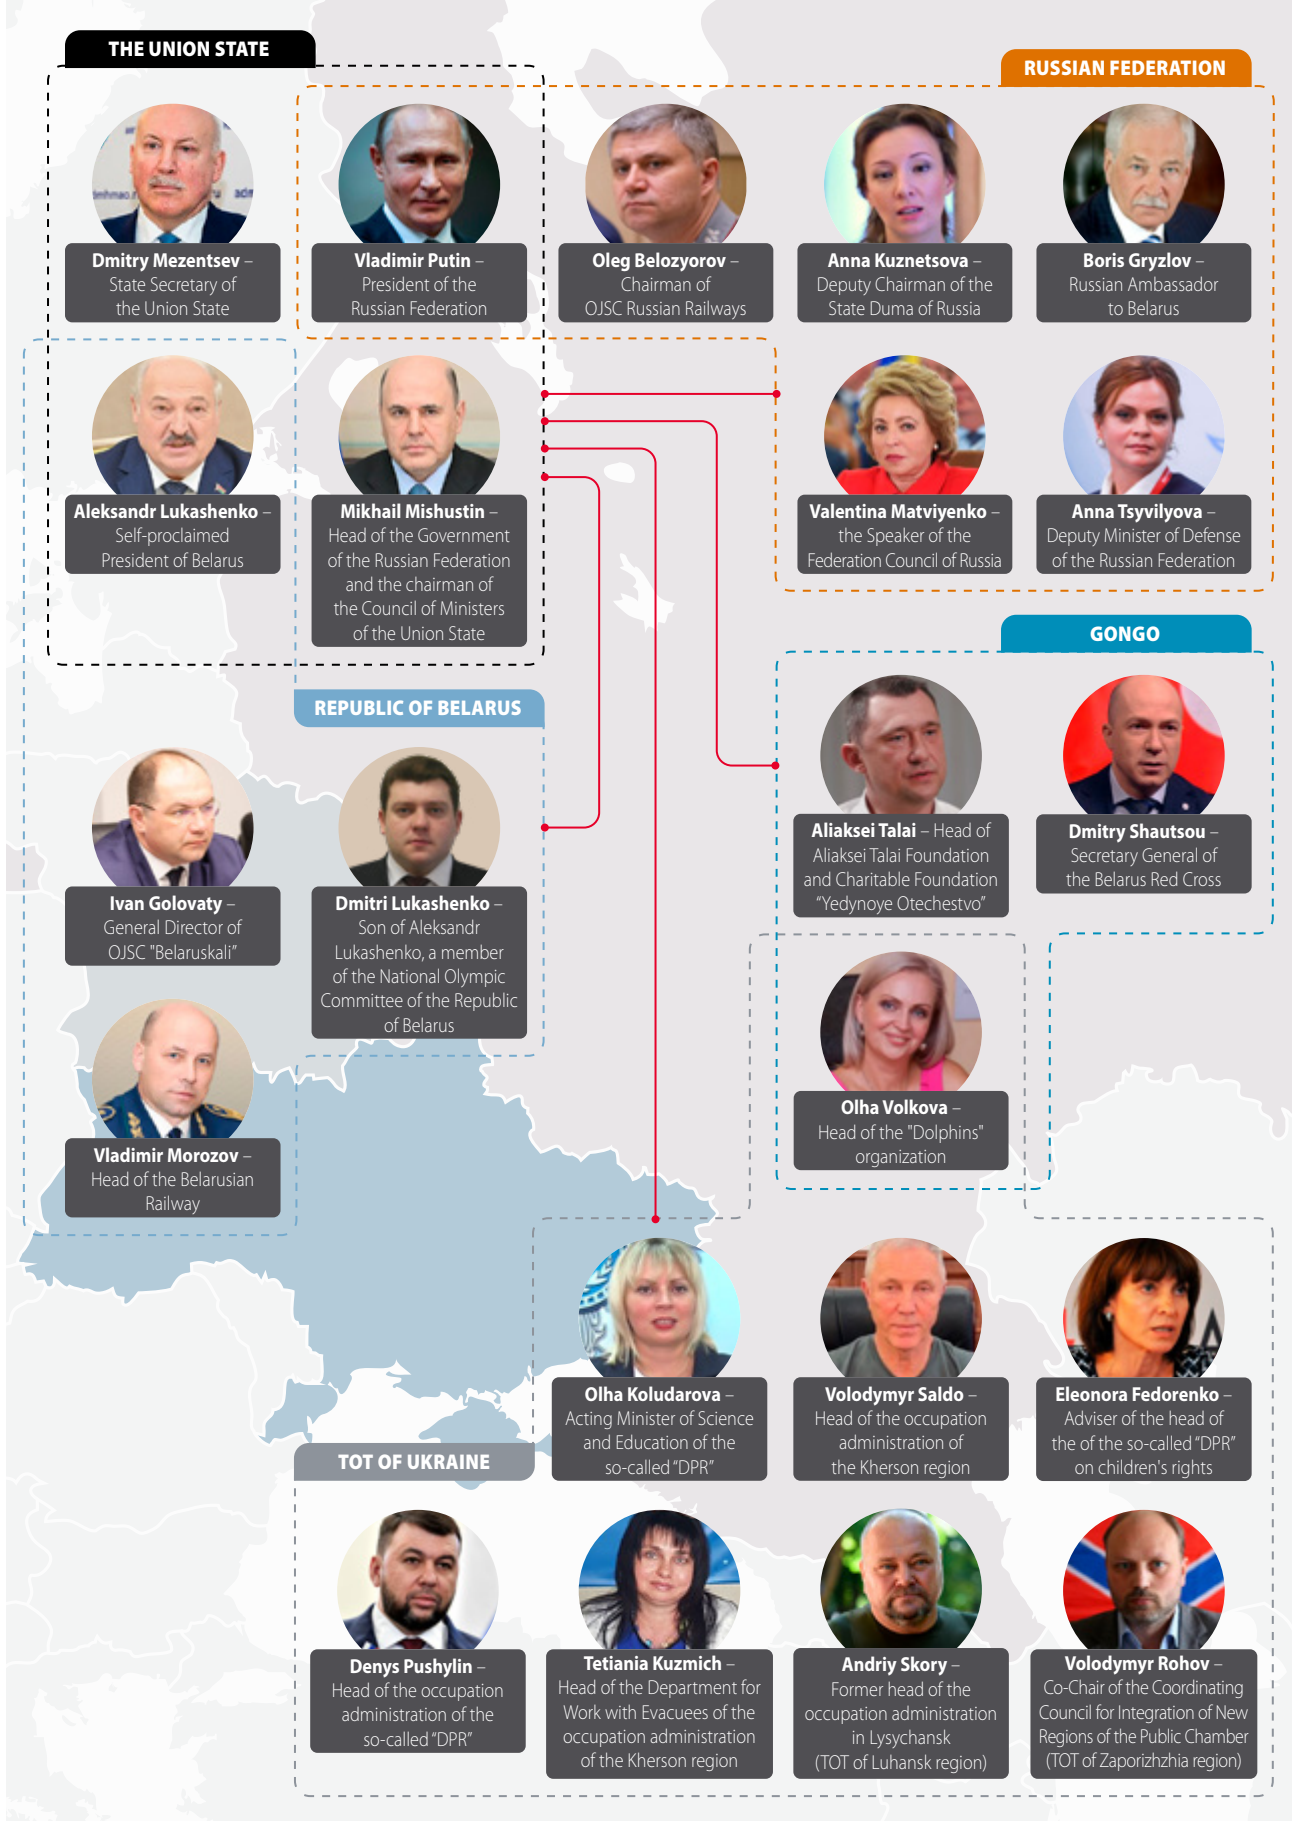 THE UNION STATE
RUSSIAN FEDERATION
Dmitry Mezentsev –
State Secretary of
the Union State
Vladimir Putin –
President of the
Russian Federation
Oleg Belozyorov –
Chairman of
OJSC Russian Railways
Anna Kuznetsova –
Deputy Chairman of the
State Duma of Russia
Boris Gryzlov –
Russian Ambassador
to Belarus
Aleksandr Lukashenko –
Self-proclaimed
President of Belarus
Mikhail Mishustin –
Head of the Government
of the Russian Federation
and the chairman of
the Council of Ministers
of the Union State
Valentina Matviyenko –
the Speaker of the
Federation Council of Russia
Anna Tsyvilyova –
Deputy Minister of Defense
of the Russian Federation
GONGO
REPUBLIC OF BELARUS
Aliaksei Talai – Head of
Aliaksei Talai Foundation
and Charitable Foundation
“Yedynoye Otechestvo”
Dmitry Shautsou –
Secretary General of
the Belarus Red Cross
Ivan Golovaty –
General Director of
OJSC "Belaruskali”
Dmitri Lukashenko –
Son of Aleksandr
Lukashenko, a member
of the National Olympic
Committee of the Republic
of Belarus
Olha Volkova –
Head of the "Dolphins"
organization
Vladimir Morozov –
Head of the Belarusian
Railway
Olha Koludarova –
Acting Minister of Science
and Education of the
so-called “DPR”
Volodymyr Saldo –
Head of the occupation
administration of
the Kherson region
Eleonora Fedorenko –
Adviser of the head of
the of the so-called “DPR”
on children's rights
TOT OF UKRAINE
Denys Pushylin –
Head of the occupation
administration of the
so-called “DPR”
Tetiania Kuzmich –
Head of the Department for
Work with Evacuees of the
occupation administration
of the Kherson region
Andriy Skory –
Former head of the
occupation administration
in Lysychansk
(TOT of Luhansk region)
Volodymyr Rohov –
Co-Chair of the Coordinating
Council for Integration of New
Regions of the Public Chamber
(TOT of Zaporizhzhia region)